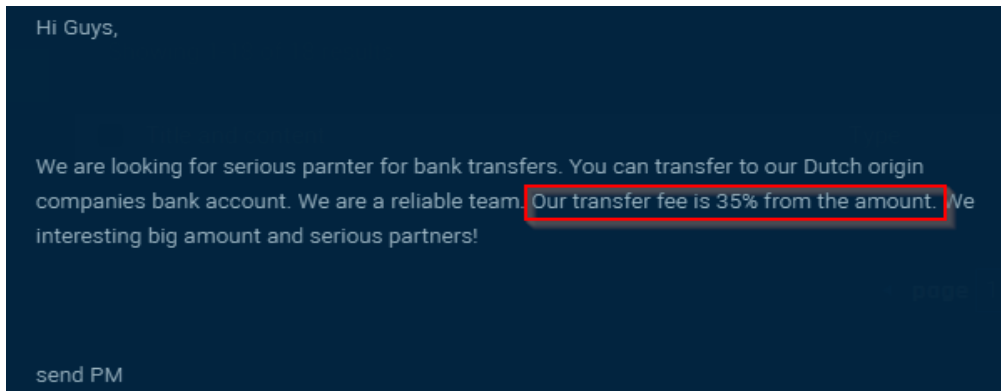 Hi Guys,
We are looking for serious parnter for bank transfers. You can transfer to our Dutch origin
companies bank account. We are a reliable team. Our transfer fee is 35% from the amount. We
interesting big amount and serious partners!
page
send PM